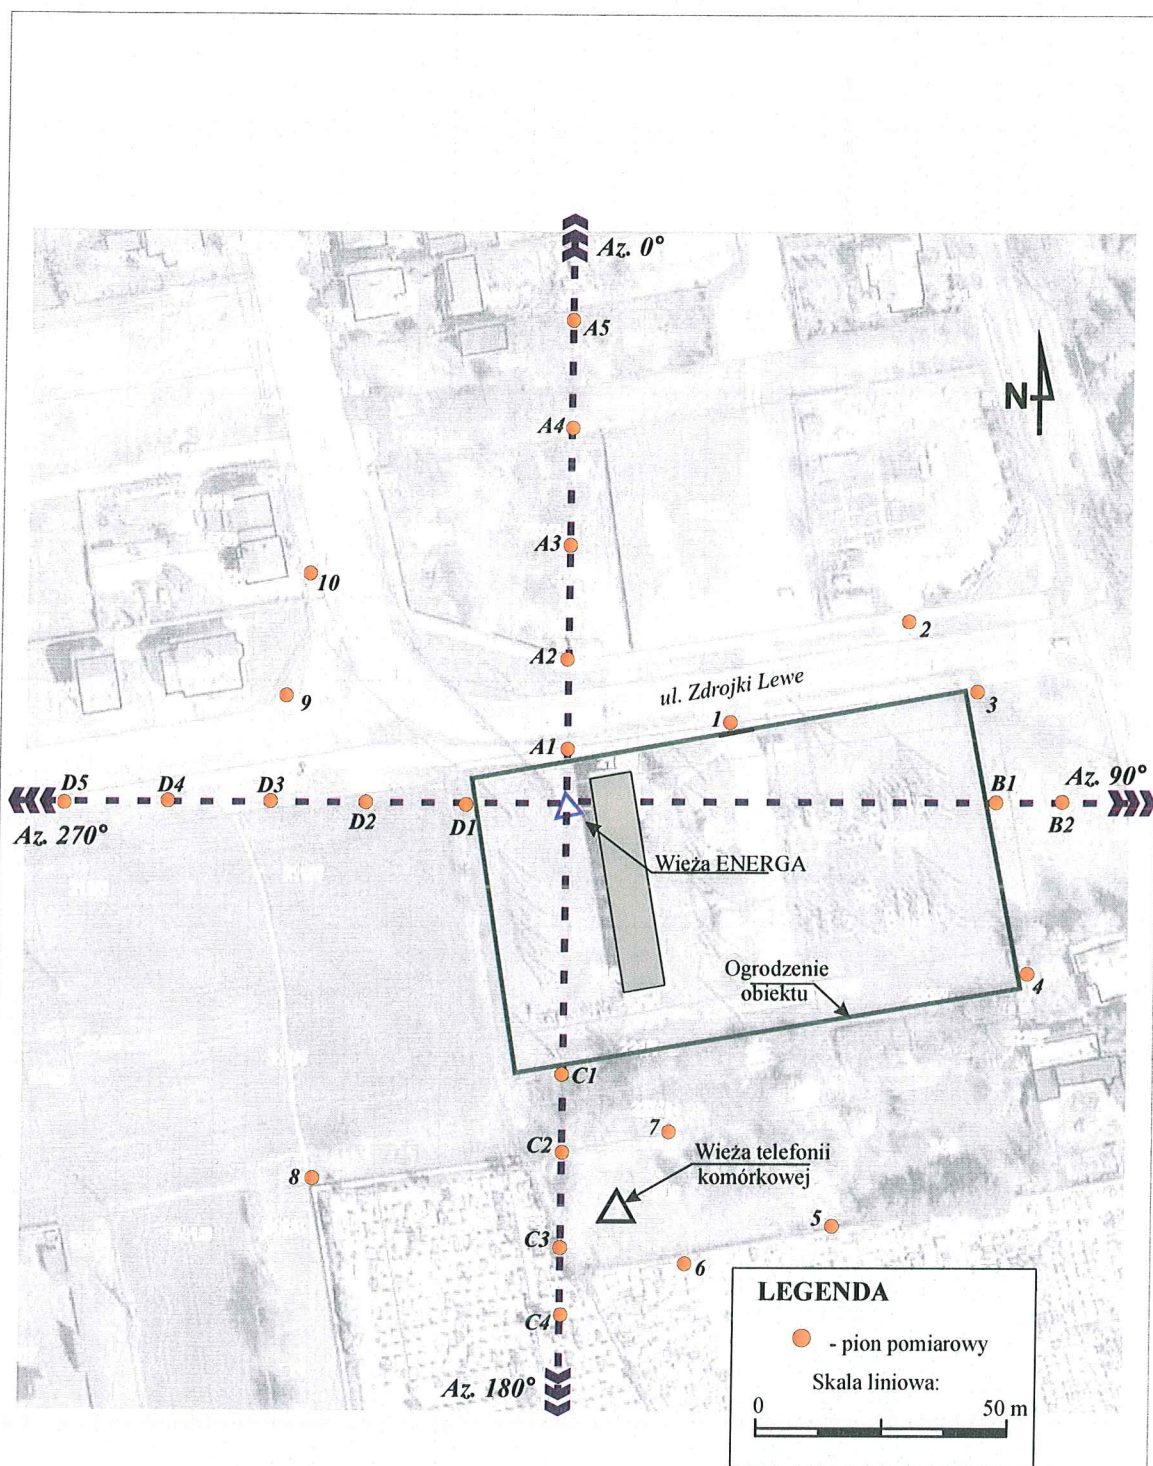 Az. 0°
A5
A4
N
A3
10
2
A2
ul. Zdrojki Lewe
9
3
1
A1
D5
D4
D3
D2
D1
B1
B2
Az. 90°
Az. 270°
Wieża ENERGA
Ogrodzenie
obiektu
4
C1
7
C2
Wieża telefonii
komórkowej
8
5
C3
6
LEGENDA
C4
- pion pomiarowy
Skala liniowa:
Az. 180°
0
50 m